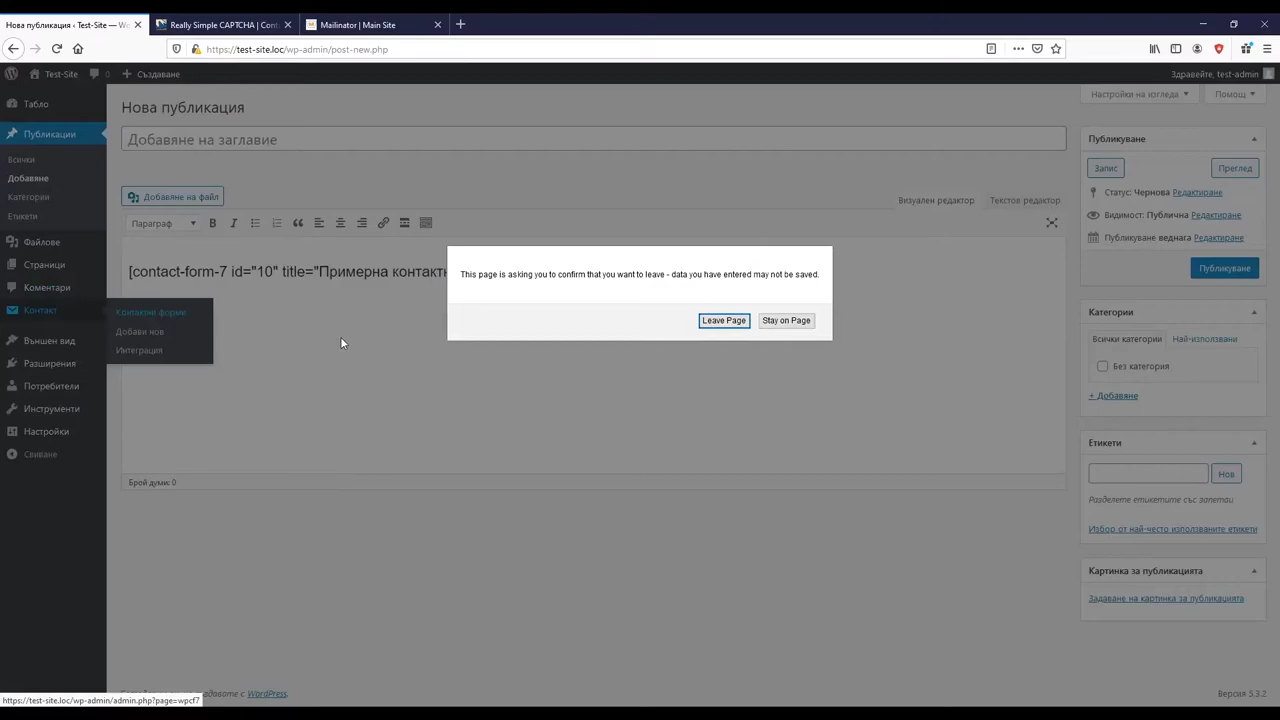 Нова публикация ‹ Test-Site — Wo
Really Simple CAPTCHA | Cont
Mailinator | Main Site
https://test-site.loc/wp-admin/post-new.php
Test-Site
0
Създаване
Здравейте, test-admin
Табло
Публикации
Всички
Добавяне
Категории
Етикети
Файлове
Страници
Коментари
Контакт
Контактни форми
Добави нов
Интеграция
Външен вид
Разширения
Потребители
Инструменти
Настройки
Свиване
Настройки на изгледа
Помощ
Нова публикация
Добавяне на заглавие
Добавяне на файл
Визуален редактор
Текстов редактор
Параграф
[contact-form-7 id="10" title="Примерна контактн
Брой думи: 0
This page is asking you to confirm that you want to leave - data you have entered may not be saved.
Leave Page
Stay on Page
Публикуване
Запис
Преглед
Статус: Чернова Редактиране
Видимост: Публична Редактиране
Публикуване веднага Редактиране
Публикуване
Категории
Всички категории
Най-използвани
Без категория
+ Добавяне
Етикети
Нов
Разделете етикетите със запетаи.
Избор от най-често използваните етикети
Картинка за публикацията
Задаване на картинка за публикацията
WordPress.
Версия 5.3.2
https://test-site.loc/wp-admin/admin.php?page=wpcf7